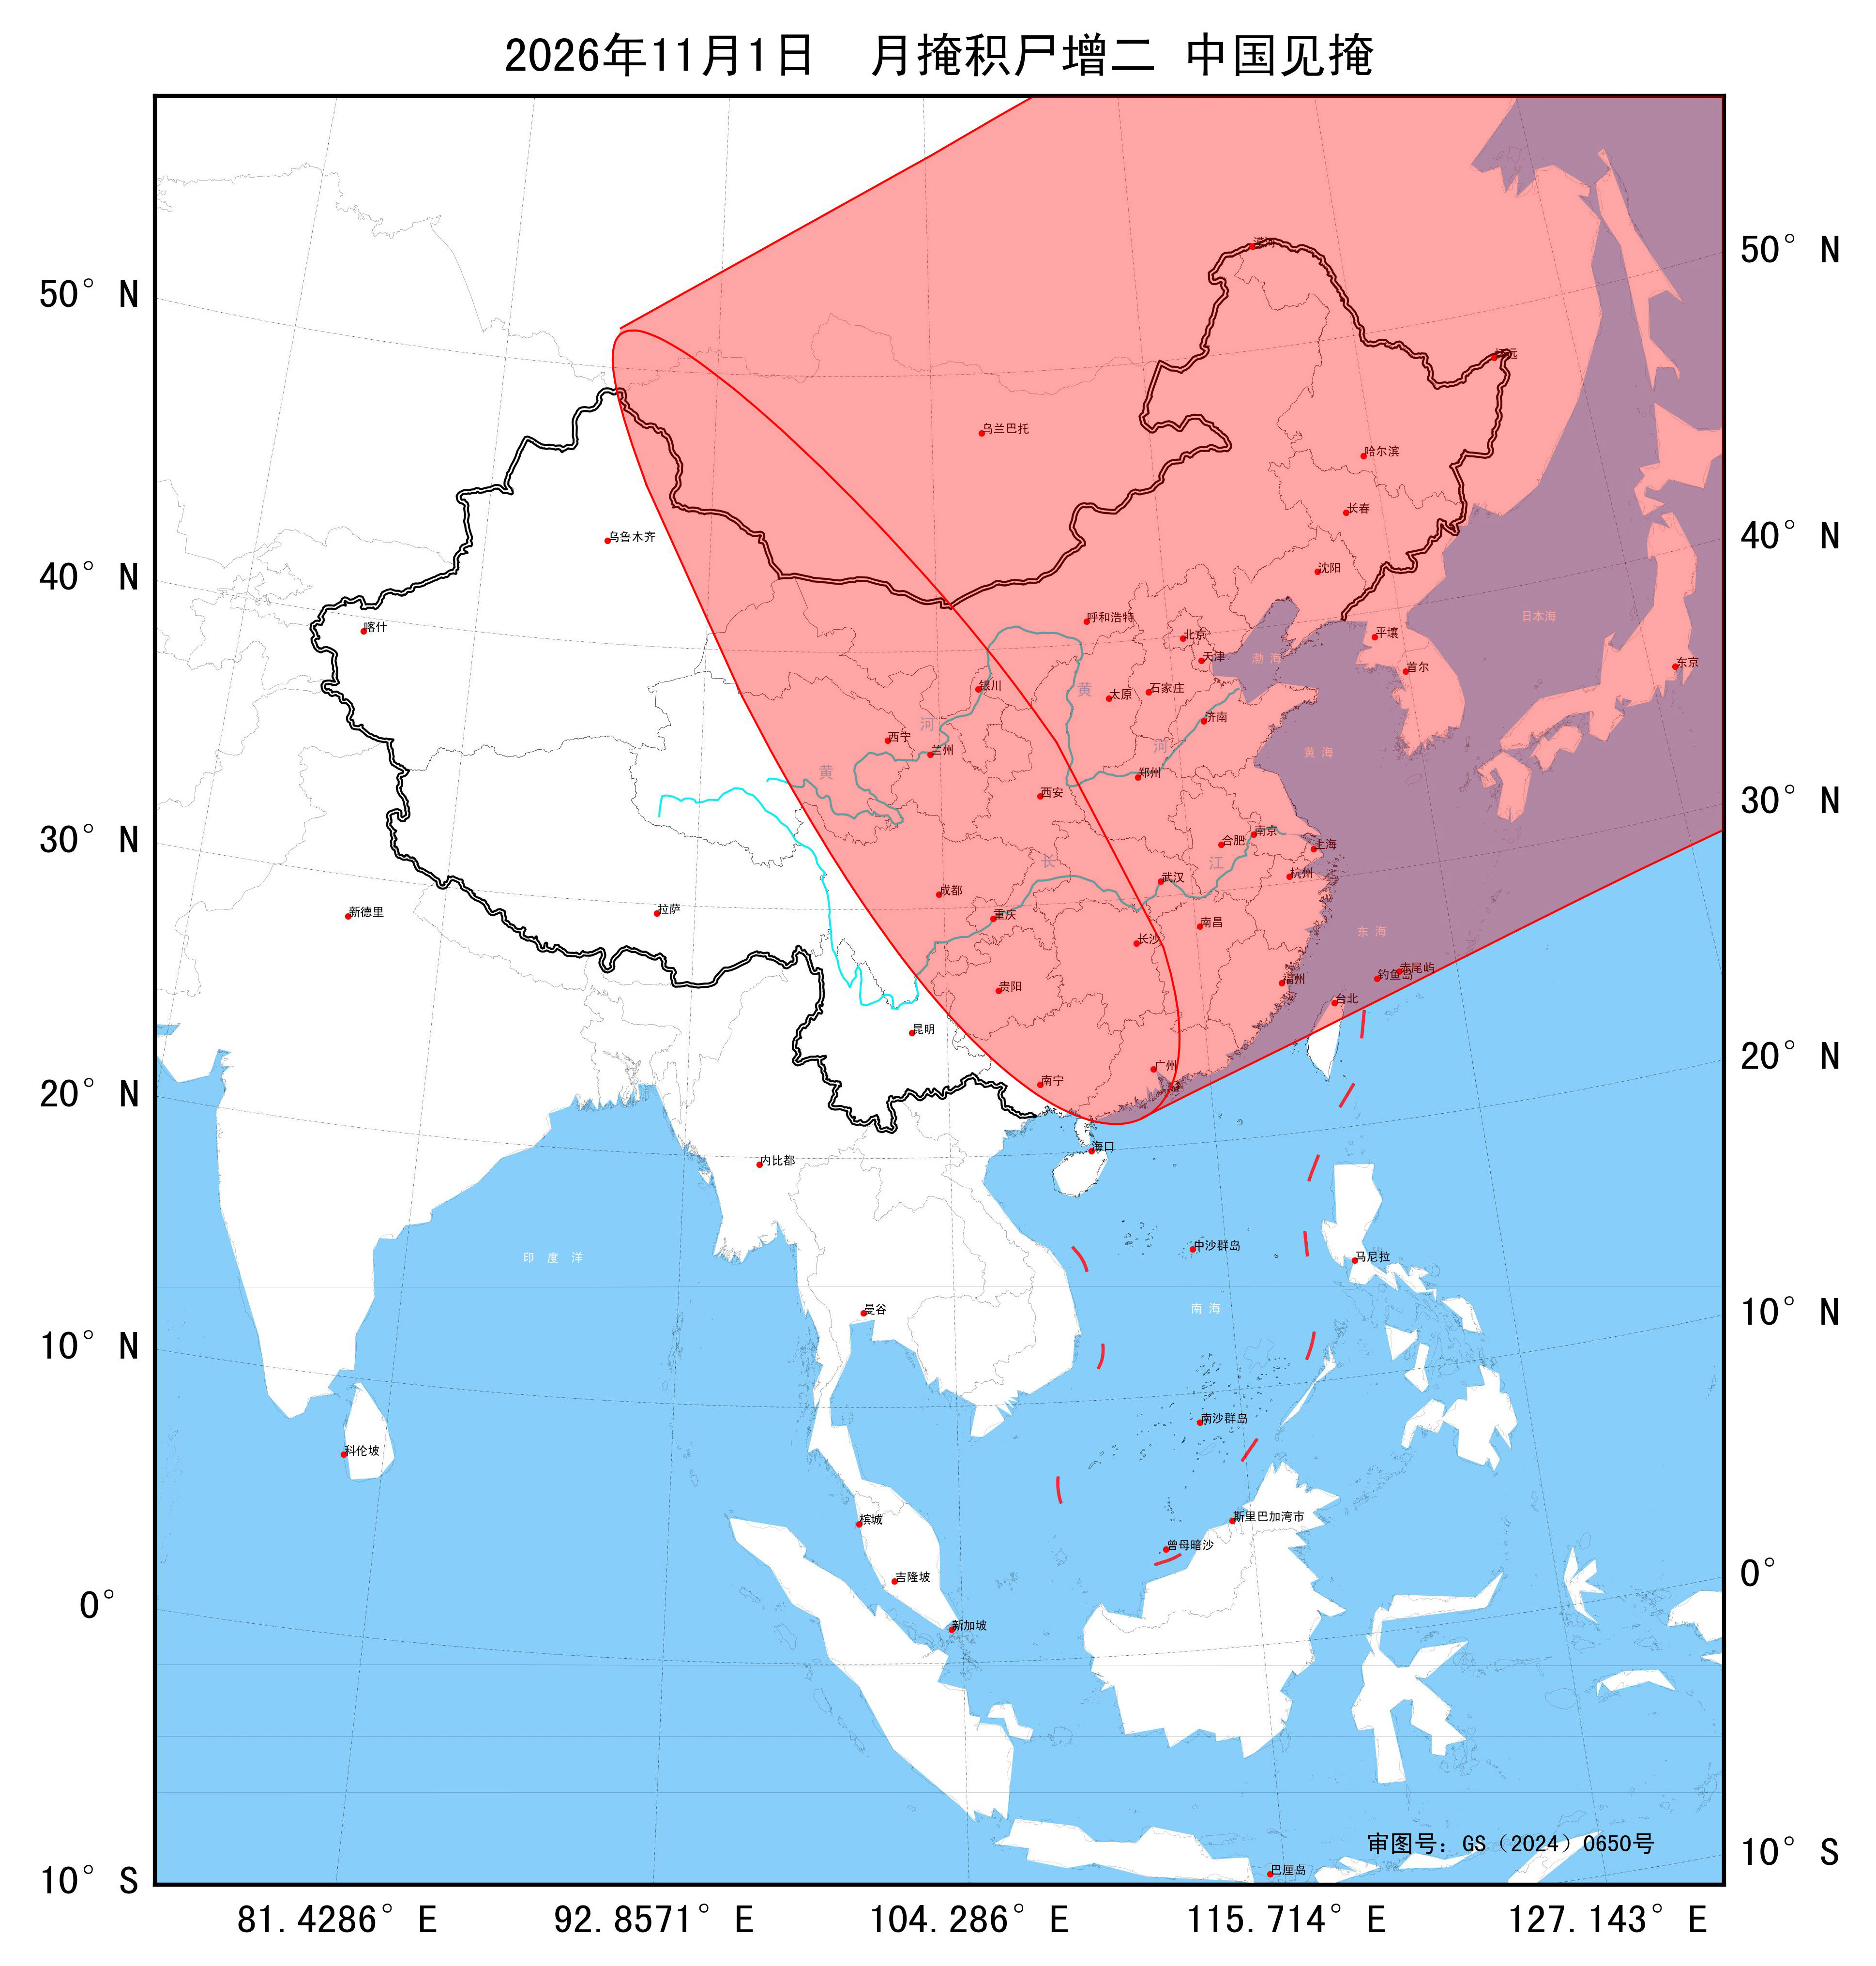 2026年11月1日 月掩积尸增二 中国见掩
50° N
40° N
30° N
20° N
10° N
0°
10° S
50° N
40° N
30° N
20° N
10° N
0°
10° S
81.4286° E
92.8571° E
104.286° E
115.714° E
127.143° E
漠河
抚远
乌兰巴托
哈尔滨
长春
乌鲁木齐
沈阳
喀什
呼和浩特
北京
天津
渤 海
平壤
首尔
日本海
东京
银川
黄
太原
石家庄
济南
河
西宁
兰州
河
黄 海
黄
郑州
西安
合肥
南京
上海
长
江
杭州
成都
武汉
重庆
南昌
长沙
东 海
新德里
拉萨
贵阳
福州
钓鱼岛
赤尾屿
台北
昆明
广州
南宁
海口
内比都
中沙群岛
马尼拉
印 度 洋
南 海
曼谷
南沙群岛
科伦坡
槟城
斯里巴加湾市
曾母暗沙
吉隆坡
新加坡
审图号：GS（2024）0650号
巴厘岛